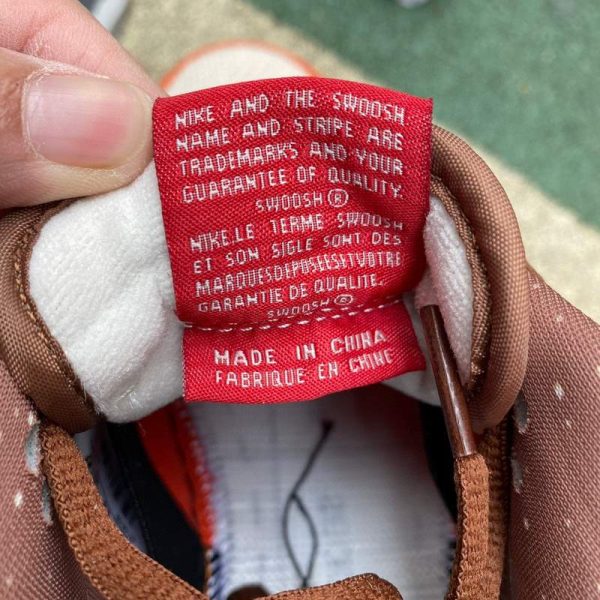 NIKE AND THE SWOOSH
NAME AND STRIPE ARE
TRADEMARKS AND YOUR
GUARANTEE OF QUALITY.
SWOOSH®
NIKE.LE TERME SWOOSH
ET SON SIGLE SONT DES
MARQUESDEPOSEESETVOTRE
GARANTIE DE QUALITE.
SWOOSH®
MADE IN CHINA
FABRIQUE EN CHINE